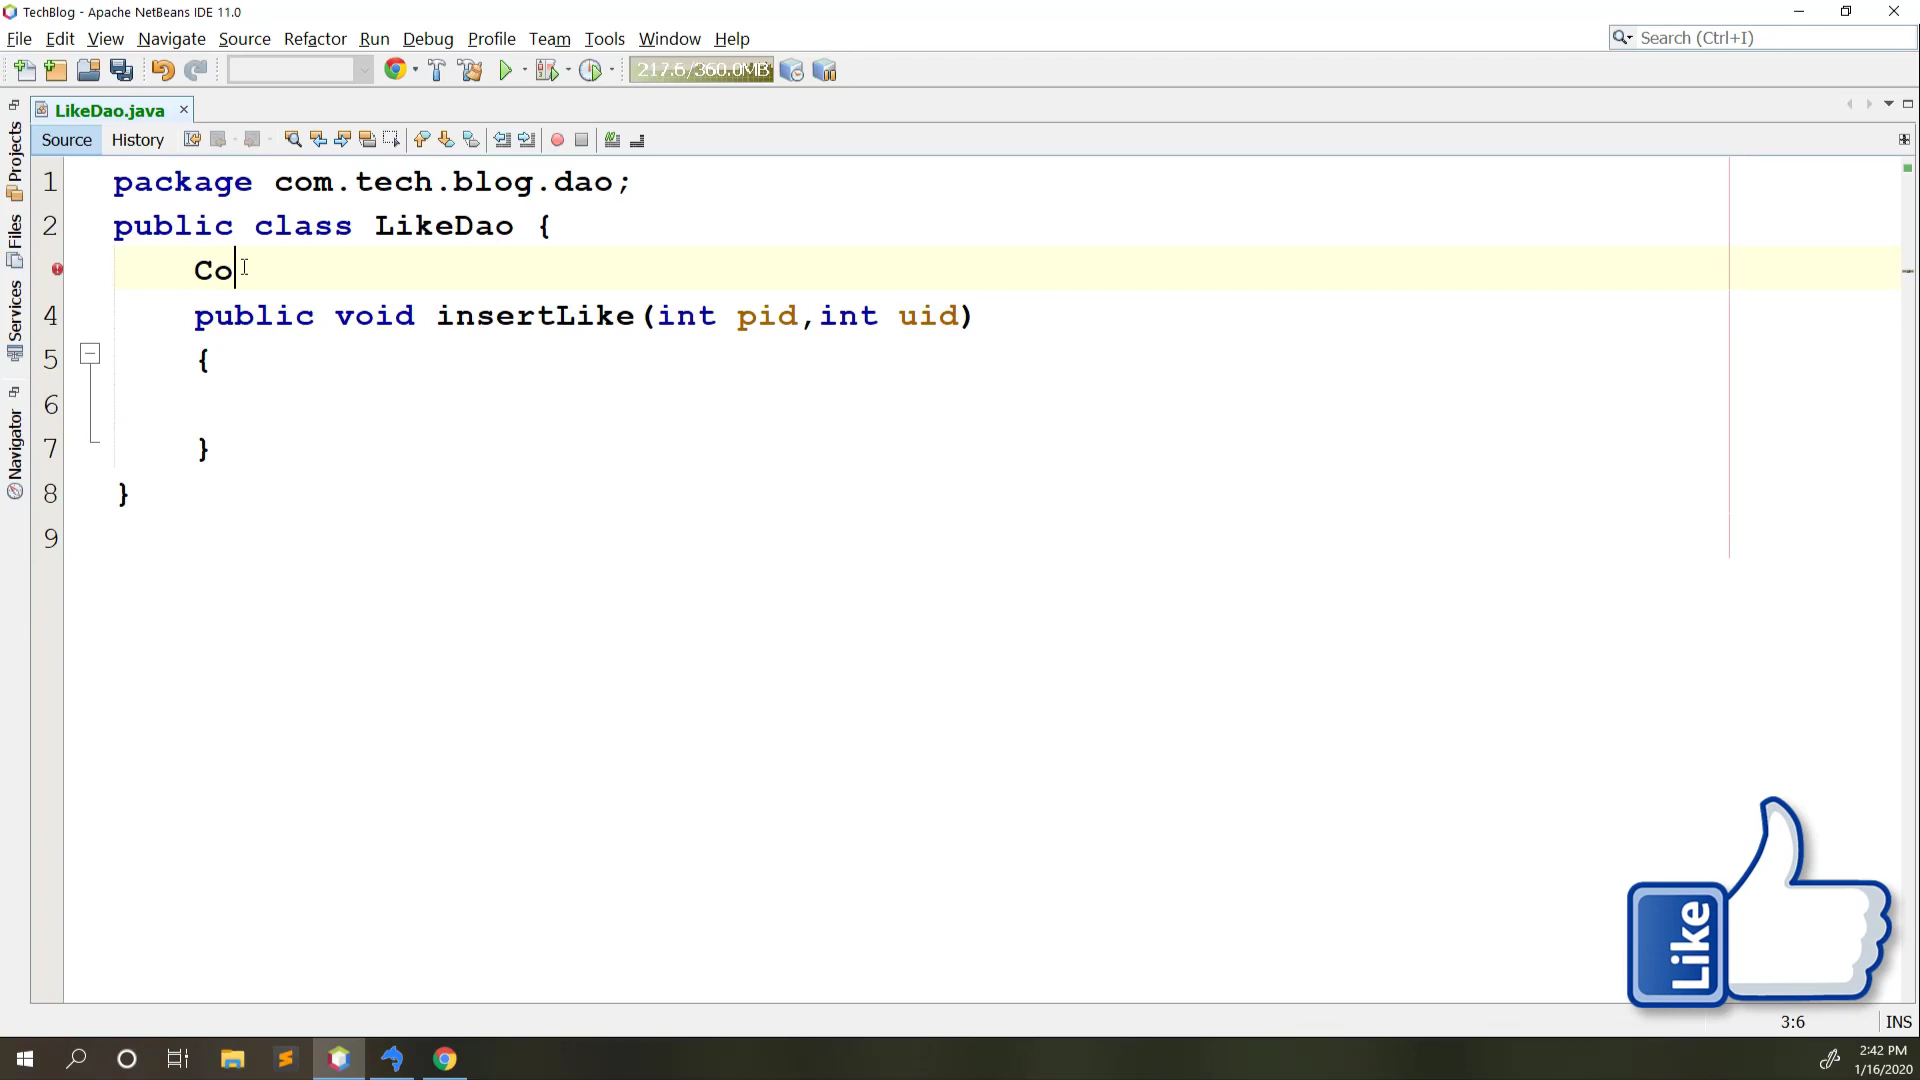 TechBlog - Apache NetBeans IDE 11.0
File Edit View Navigate Source Refactor Run Debug Profile Team Tools Window Help
Search (Ctrl+I)
217.6/360.0MB
LikeDao.java
Source History
Projects
Files
Services
Navigator
1 package com.tech.blog.dao;
2 public class LikeDao {
Co
4 public void insertLike(int pid,int uid)
5 {
6
7 }
8 }
9
Like
3:6 INS
2:42 PM
1/16/2020